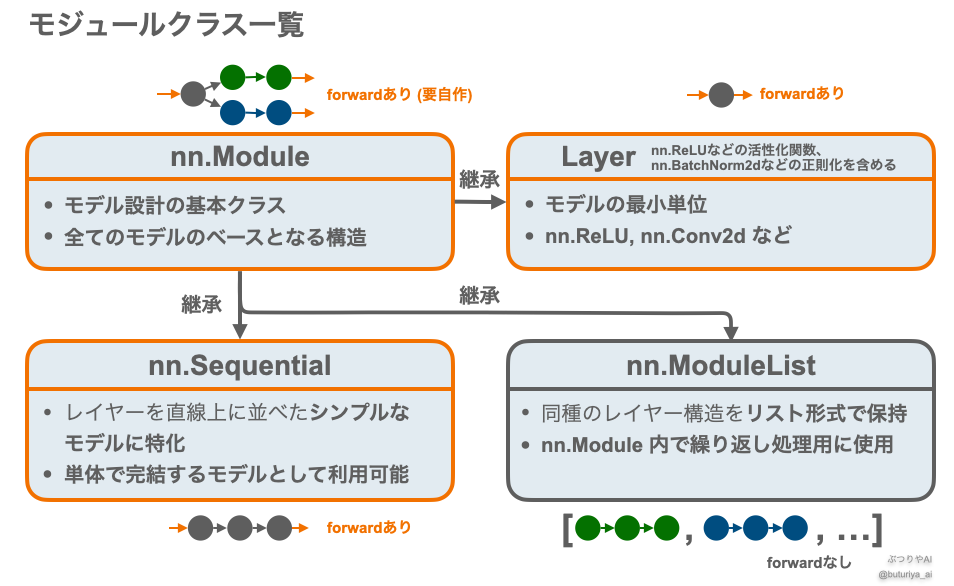 モジュールクラス一覧
forwardあり (要自作)
forwardあり
nn.Module
モデル設計の基本クラス
全てのモデルのベースとなる構造
継承
Layer
nn.ReLUなどの活性化関数、
nn.BatchNorm2dなどの正則化を含める
モデルの最小単位
nn.ReLU, nn.Conv2d など
継承
継承
nn.Sequential
レイヤーを直線上に並べたシンプルな
モデルに特化
単体で完結するモデルとして利用可能
forwardあり
nn.ModuleList
同種のレイヤー構造をリスト形式で保持
nn.Module 内で繰り返し処理用に使用
[ , , ...]
forwardなし
ぶつりやAI
@buturiya_ai